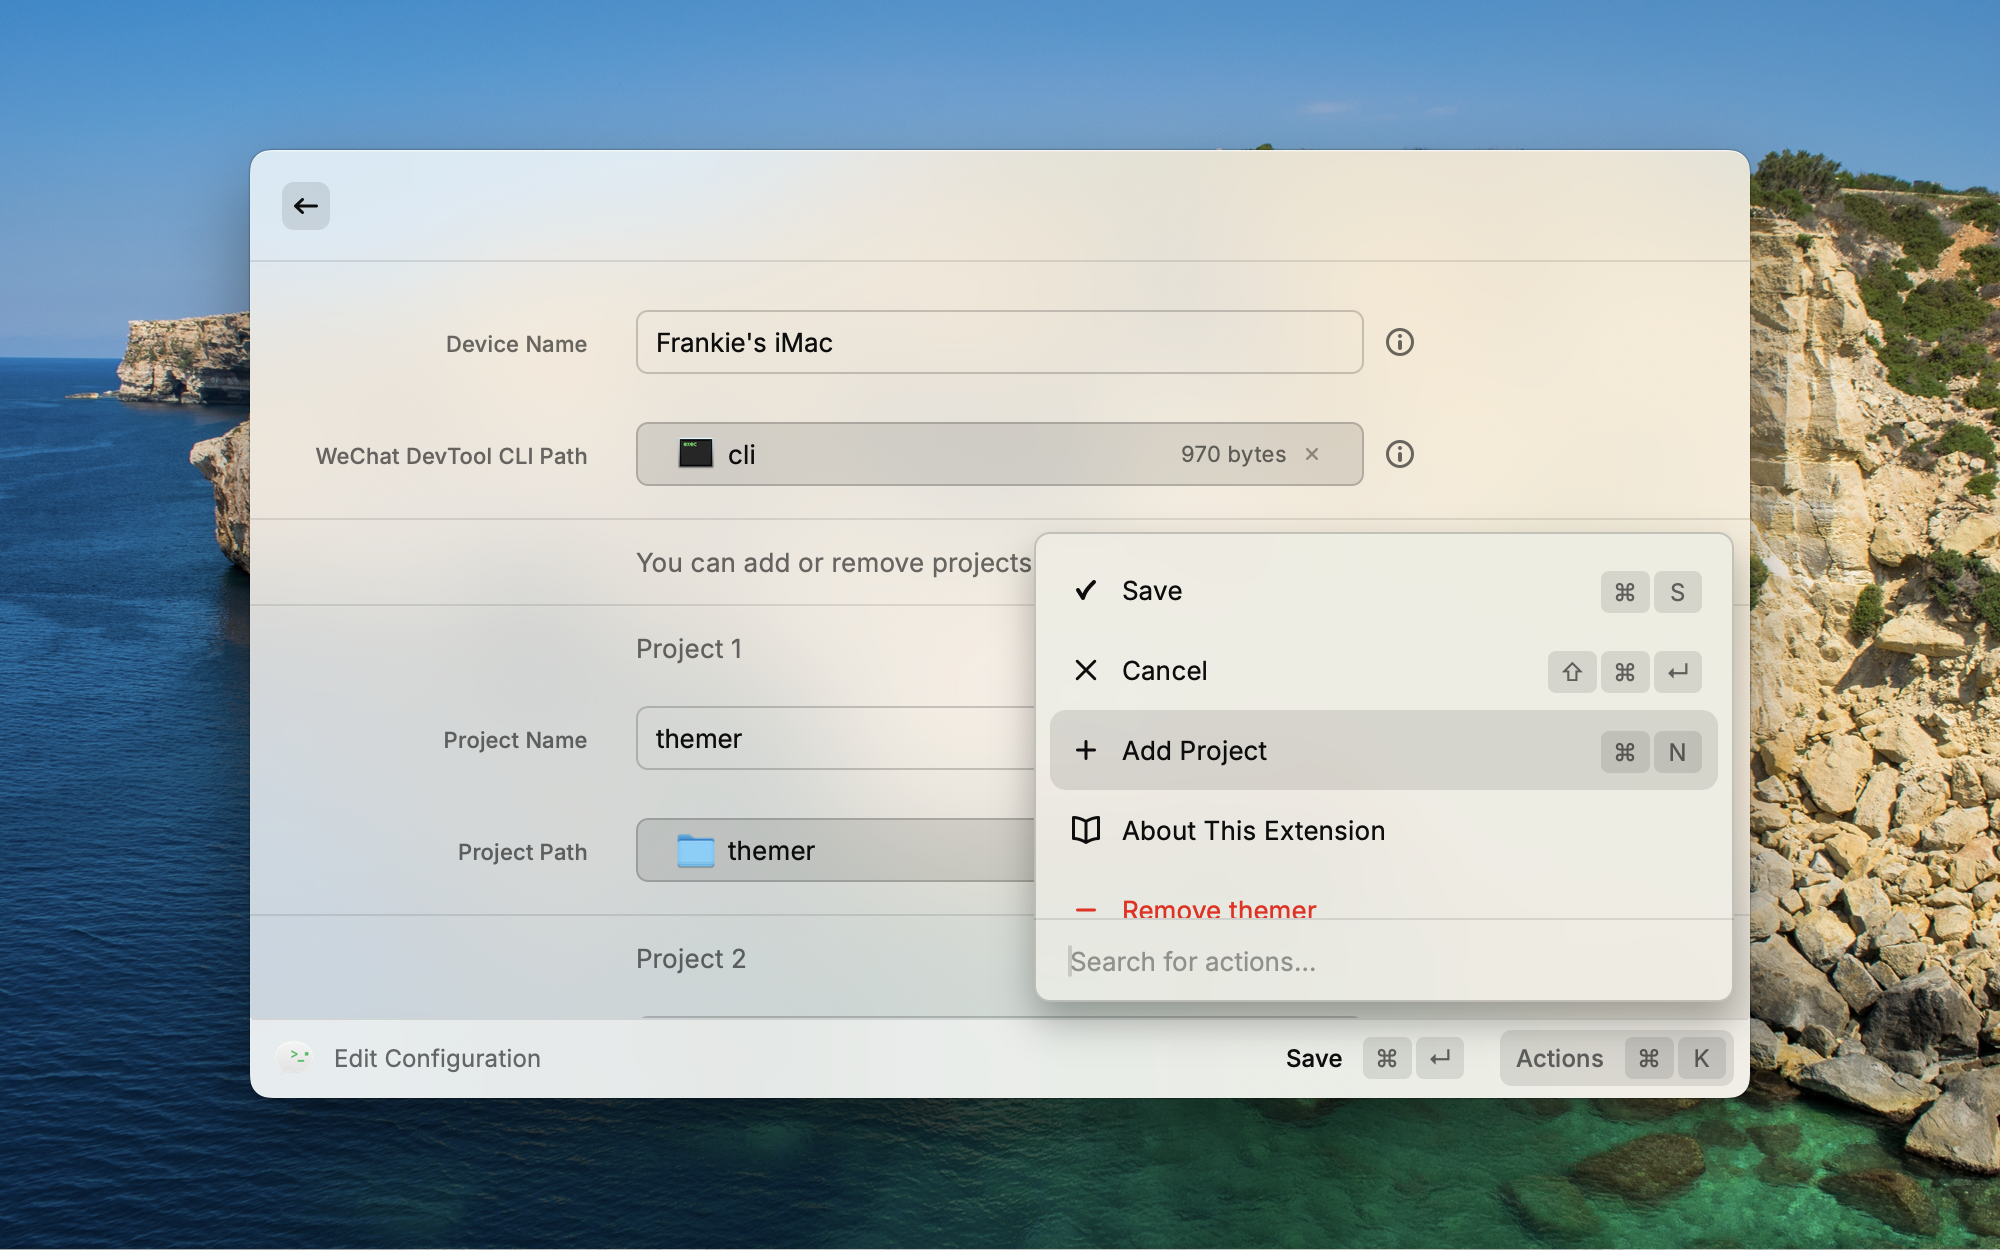 Device Name
Frankie's iMac
WeChat DevTool CLI Path
cli
970 bytes
You can add or remove projects
Project 1
Project Name
themer
Project Path
themer
Project 2
Save ⌘ S
Cancel ⇧ ⌘ ↵
Add Project ⌘ N
About This Extension
Remove themer
Search for actions...
Edit Configuration
Save ⌘ ↵
Actions ⌘ K